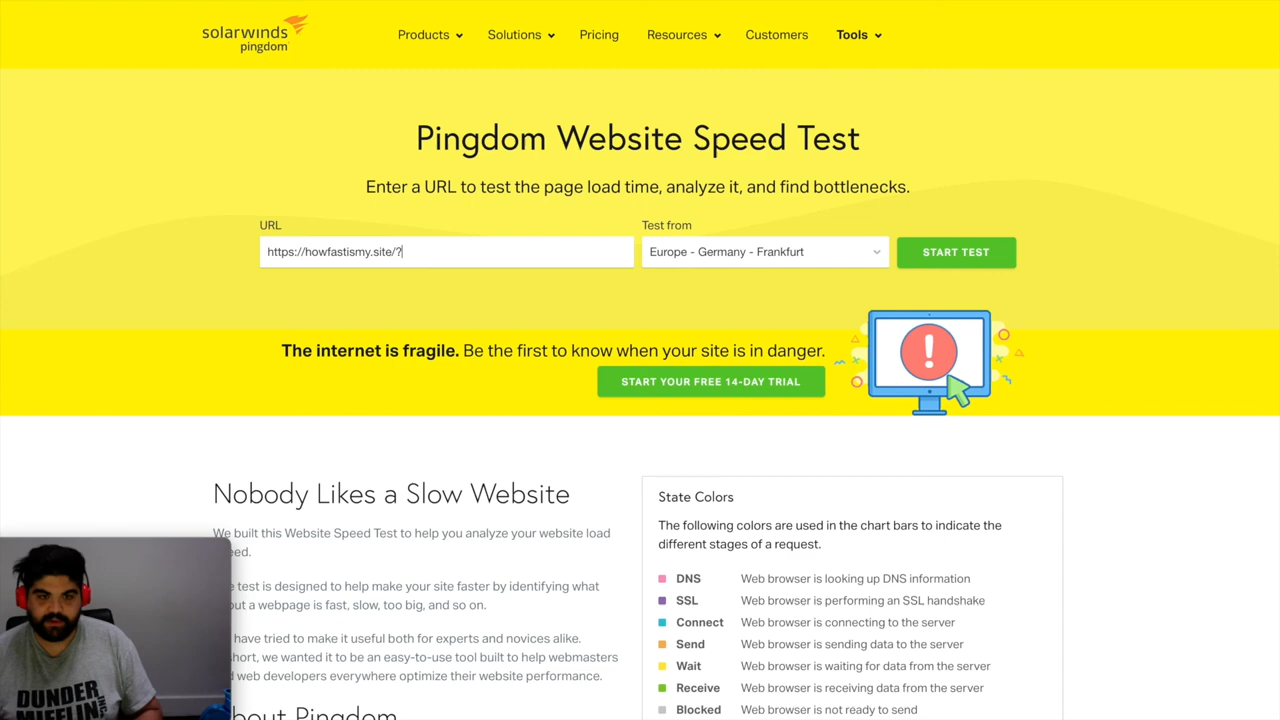 solarwinds
pingdom
Products
Solutions
Pricing
Resources
Customers
Tools
Pingdom Website Speed Test
Enter a URL to test the page load time, analyze it, and find bottlenecks.
URL
Test from
https://howfastismy.site/?
Europe - Germany - Frankfurt
START TEST
The internet is fragile. Be the first to know when your site is in danger.
START YOUR FREE 14-DAY TRIAL
!
Nobody Likes a Slow Website
We built this Website Speed Test to help you analyze your website load
eed.
e test is designed to help make your site faster by identifying what
out a webpage is fast, slow, too big, and so on.
have tried to make it useful both for experts and novices alike.
short, we wanted it to be an easy-to-use tool built to help webmasters
d web developers everywhere optimize their website performance.
About Pingdom
State Colors
The following colors are used in the chart bars to indicate the
different stages of a request.
DNS Web browser is looking up DNS information
SSL Web browser is performing an SSL handshake
Connect Web browser is connecting to the server
Send Web browser is sending data to the server
Wait Web browser is waiting for data from the server
Receive Web browser is receiving data from the server
Blocked Web browser is not ready to send
DUNDER
MIFFLIN